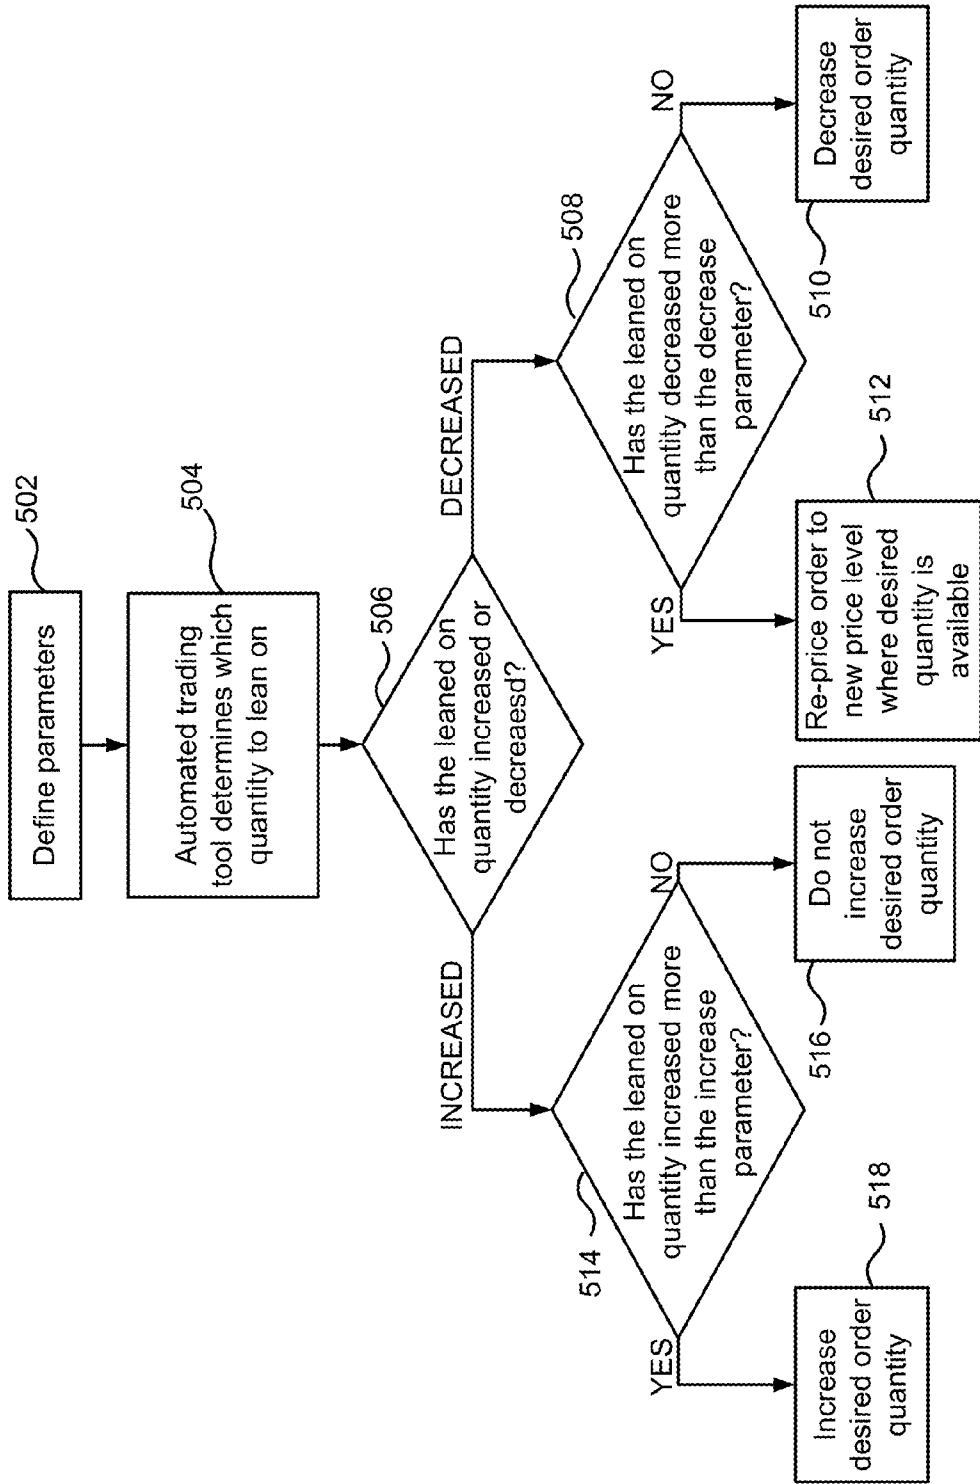 Define parameters
502
Automated trading
tool determines which
quantity to lean on
504
Has the leaned on
quantity increased or
decreaesd?
506
INCREASED
DECREASED
Has the leaned on
quantity increased more
than the increase
parameter?
514
YES
NO
Has the leaned on
quantity decreased more
than the decrease
parameter?
508
YES
NO
Increase
desired order
quantity
518
Do not
increase
desired order
quantity
516
Re-price order to
new price level
where desired
quantity is
available
512
Decrease
desired order
quantity
510